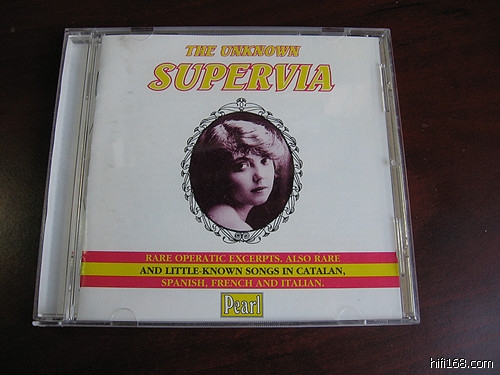 THE UNKNOWN
SUPERVIA
RARE OPERATIC EXCERPTS. ALSO RARE
AND LITTLE-KNOWN SONGS IN CATALAN,
SPANISH, FRENCH AND ITALIAN.
Pearl
hifi168.com